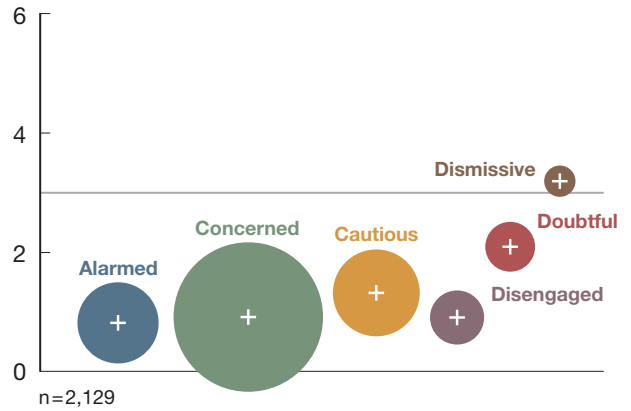 6
4
Dismissive
Doubtful
Concerned
Cautious
2
Alarmed
Disengaged
0
n=2,129